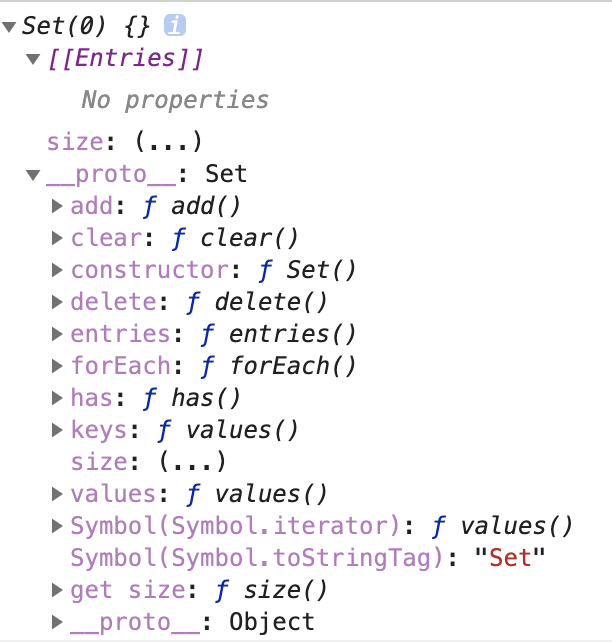 Set(0) {} i
[[Entries]]
No properties
size: (...)
__proto__: Set
add: ƒ add()
clear: ƒ clear()
constructor: ƒ Set()
delete: ƒ delete()
entries: ƒ entries()
forEach: ƒ forEach()
has: ƒ has()
keys: ƒ values()
size: (...)
values: ƒ values()
Symbol(Symbol.iterator): ƒ values()
Symbol(Symbol.toStringTag): "Set"
get size: ƒ size()
__proto__: Object